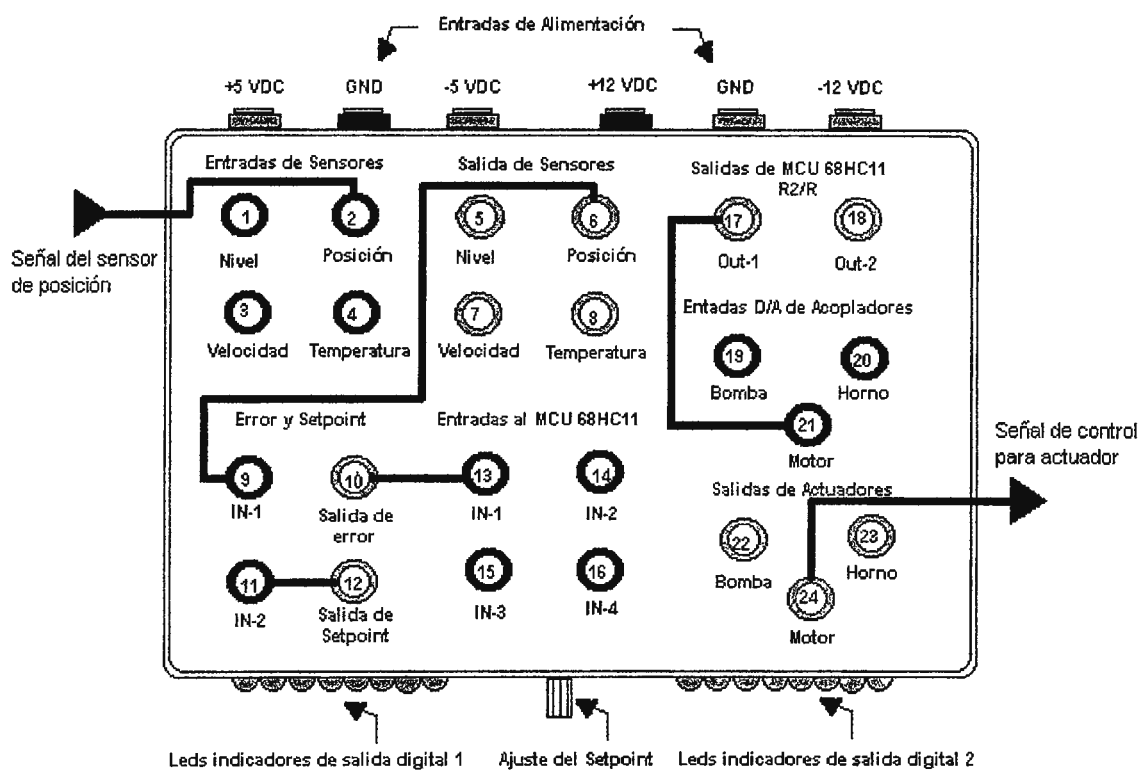 Entradas de Alimentación
+5 VDC GND -5 VDC +12 VDC GND -12 VDC
Entradas de Sensores
Salida de Sensores
Salidas de MCU 68HC11
R2/R
1 2 5 6 17 18
Nivel Posición Nivel Posición Out-1 Out-2
Señal del sensor
de posición
3 4 7 8
Velocidad Temperatura Velocidad Temperatura
Entadas D/A de Acopladores
19 20
Bomba Horno
21
Motor
Error y Setpoint
Entradas al MCU 68HC11
Señal de control
para actuador
9 10 13 14
IN-1 Salida de
error
IN-1 IN-2
Salidas de Actuadores
22 23
Bomba Horno
11 12 15 16
IN-2 Salida de
Setpoint
IN-3 IN-4
24
Motor
Leds indicadores de salida digital 1
Ajuste del Setpoint
Leds indicadores de salida digital 2